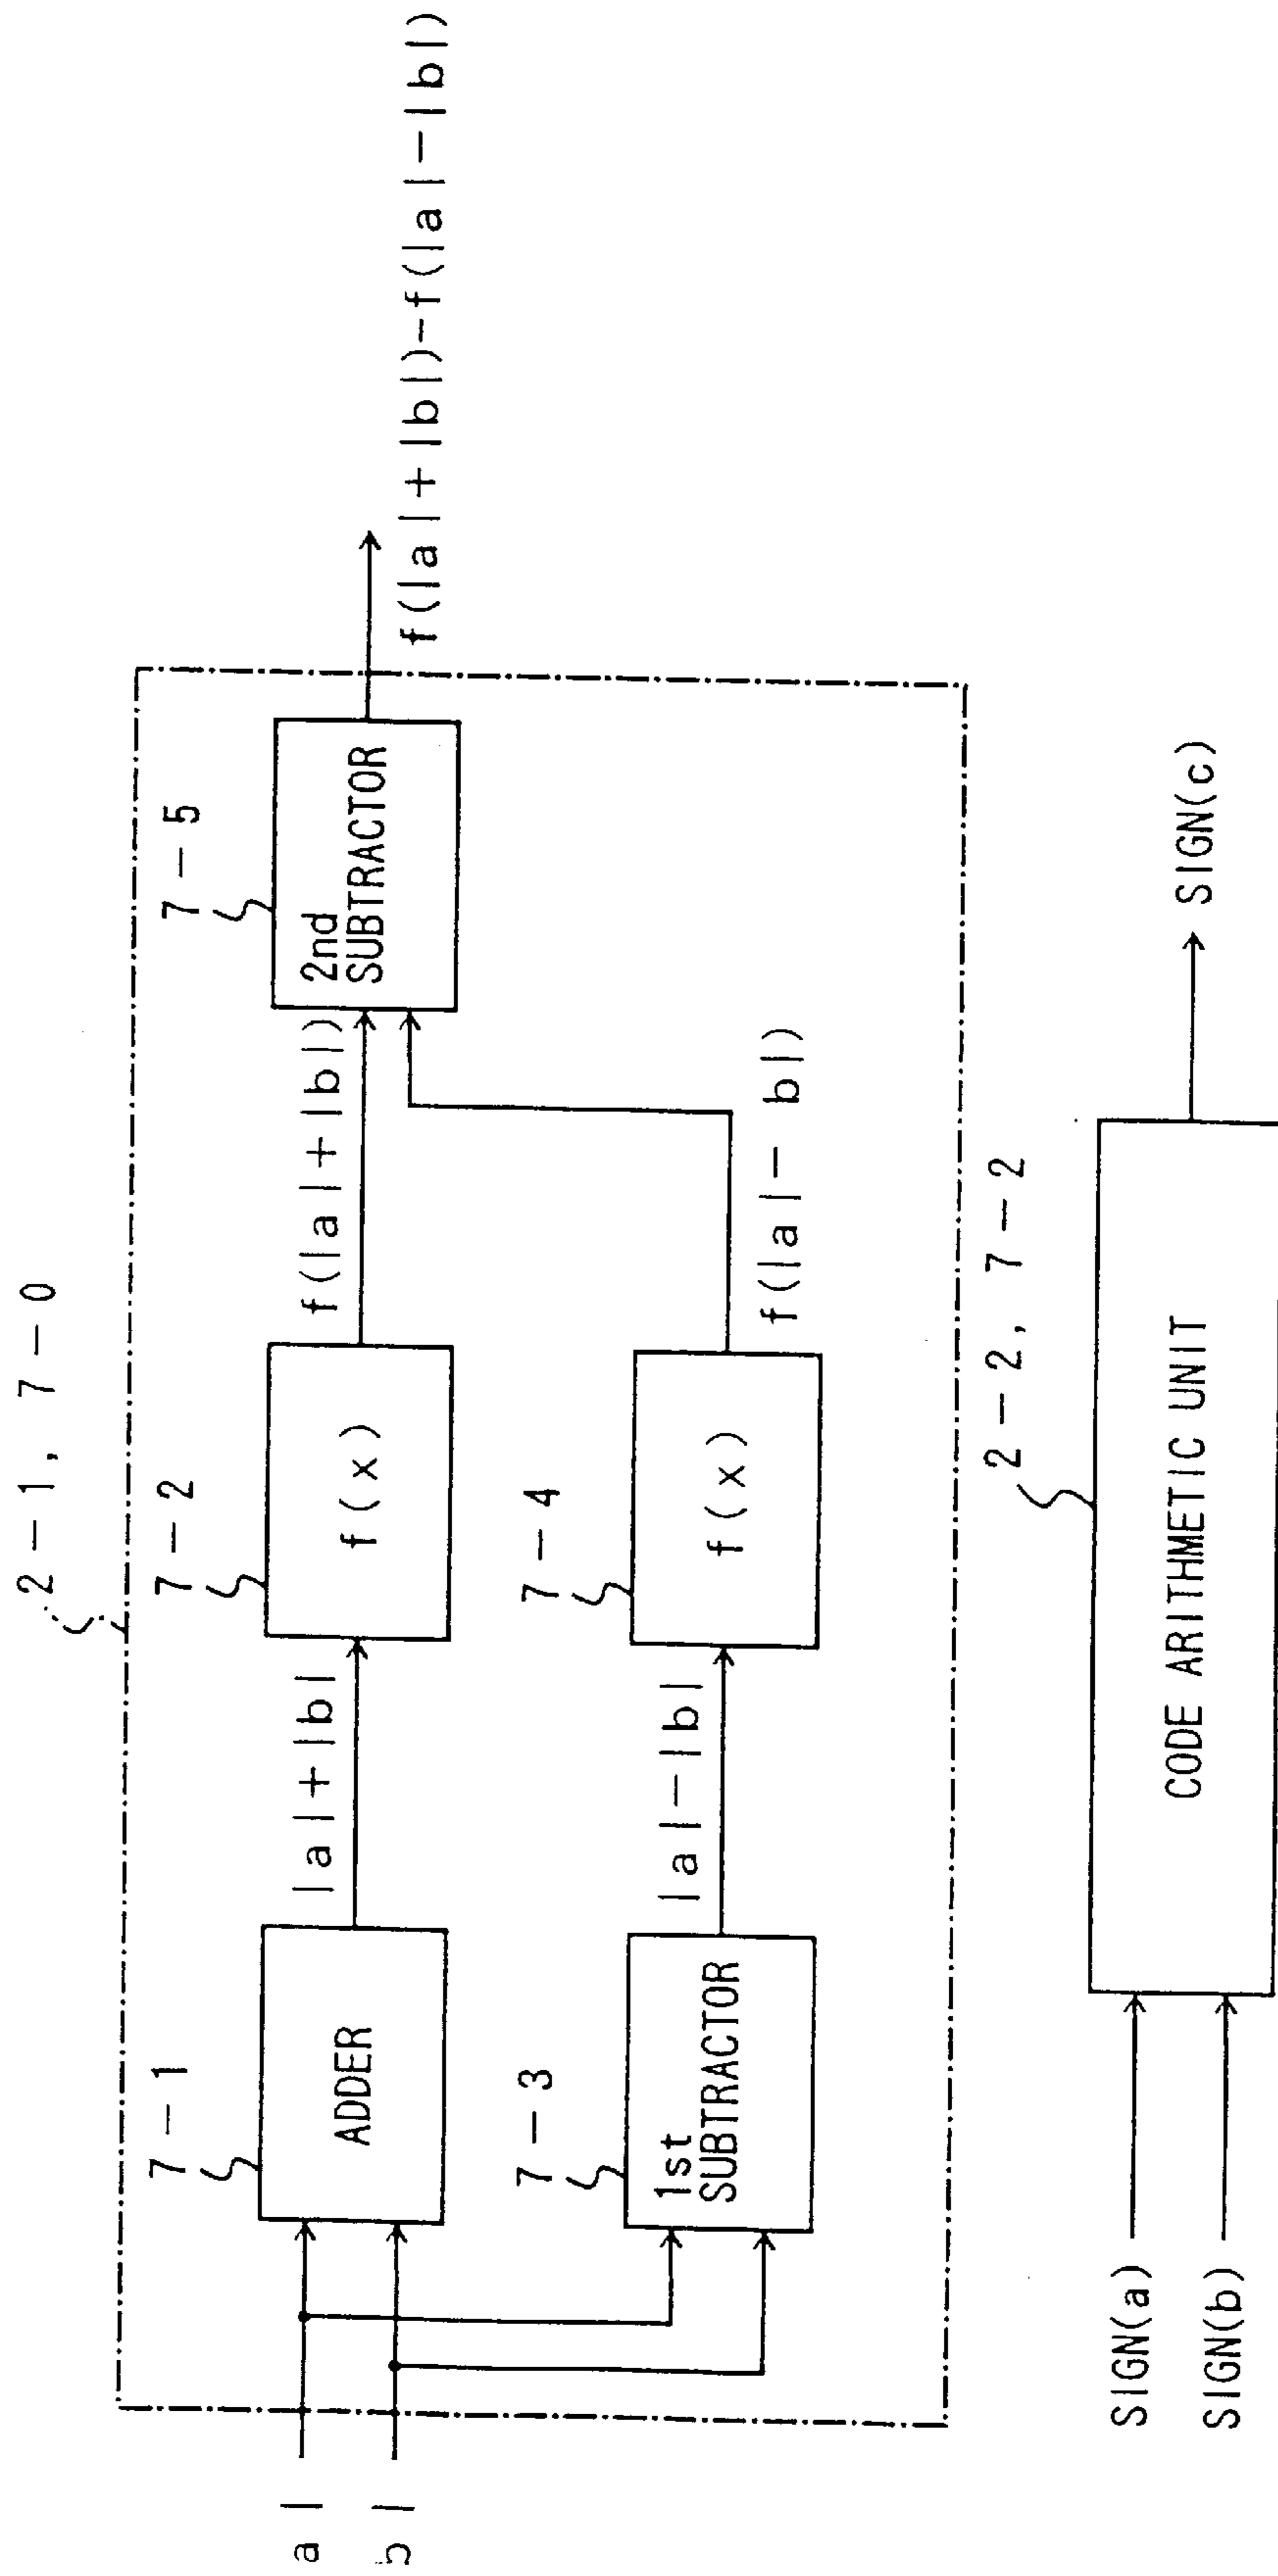 2-1, 7-0
7-1
7-2
7-5
a|
b|
ADDER
|a|+|b|
f(x)
f(|a|+|b|)
2nd
SUBTRACTOR
f(|a|+|b|)-f(|a|-|b|)
7-3
7-4
1st
SUBTRACTOR
|a|-|b|
f(x)
f(|a|- b|)
2-2, 7-2
SIGN(a)
SIGN(b)
CODE ARITHMETIC UNIT
SIGN(c)